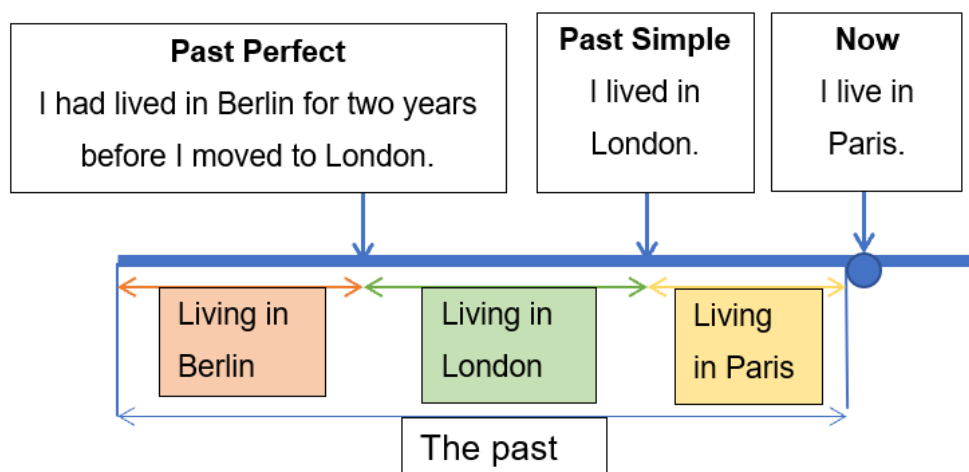 Past Perfect
I had lived in Berlin for two years
before I moved to London.
Past Simple
I lived in
London.
Now
I live in
Paris.
Living in
Berlin
Living in
London
Living
in Paris
The past